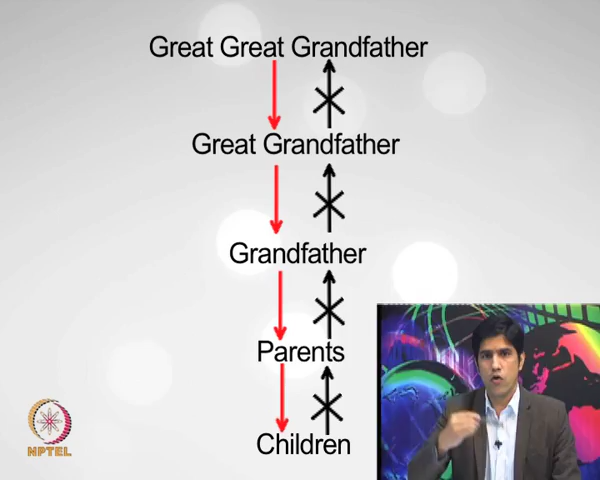 Great Great Grandfather
Great Grandfather
Grandfather
Parents
Children
NPTEL